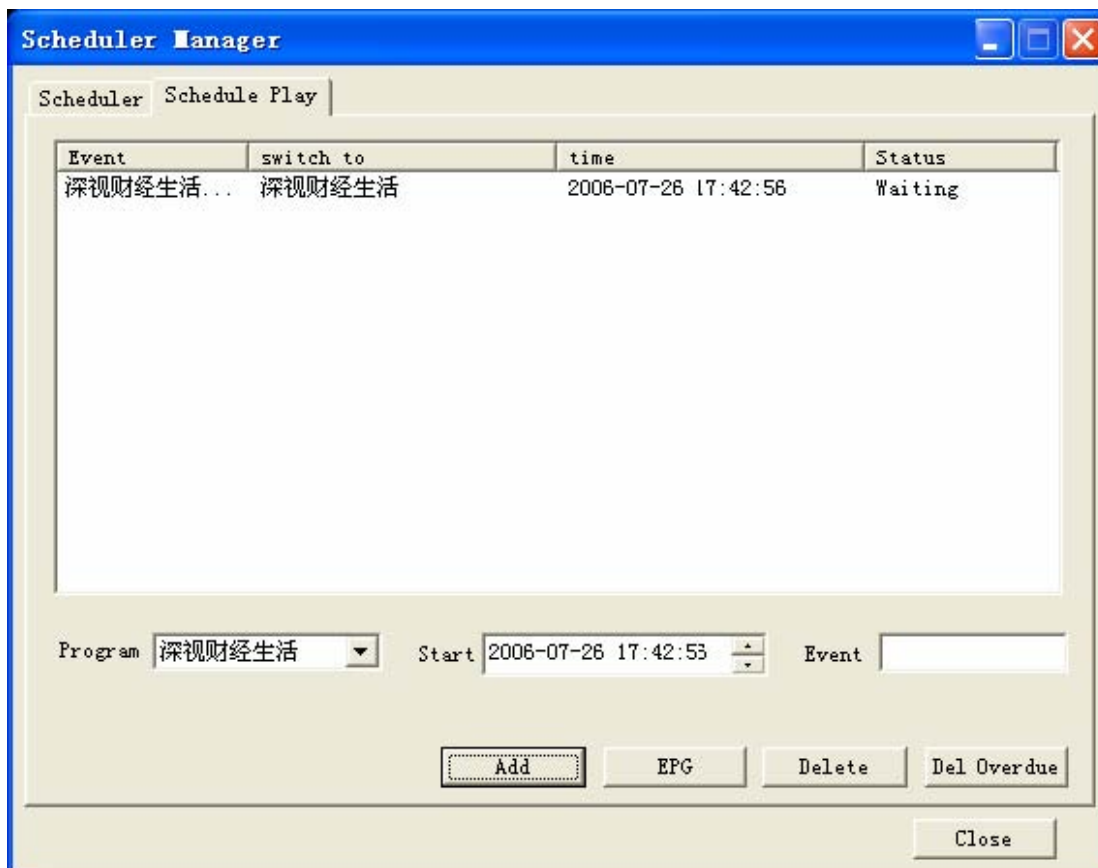 Scheduler Manager
Scheduler Schedule Play
Event switch to time Status
深视财经生活... 深视财经生活 2006-07-26 17:42:56 Waiting
Program 深视财经生活 Start 2006-07-26 17:42:56 Event
Add EPG Delete Del Overdue
Close